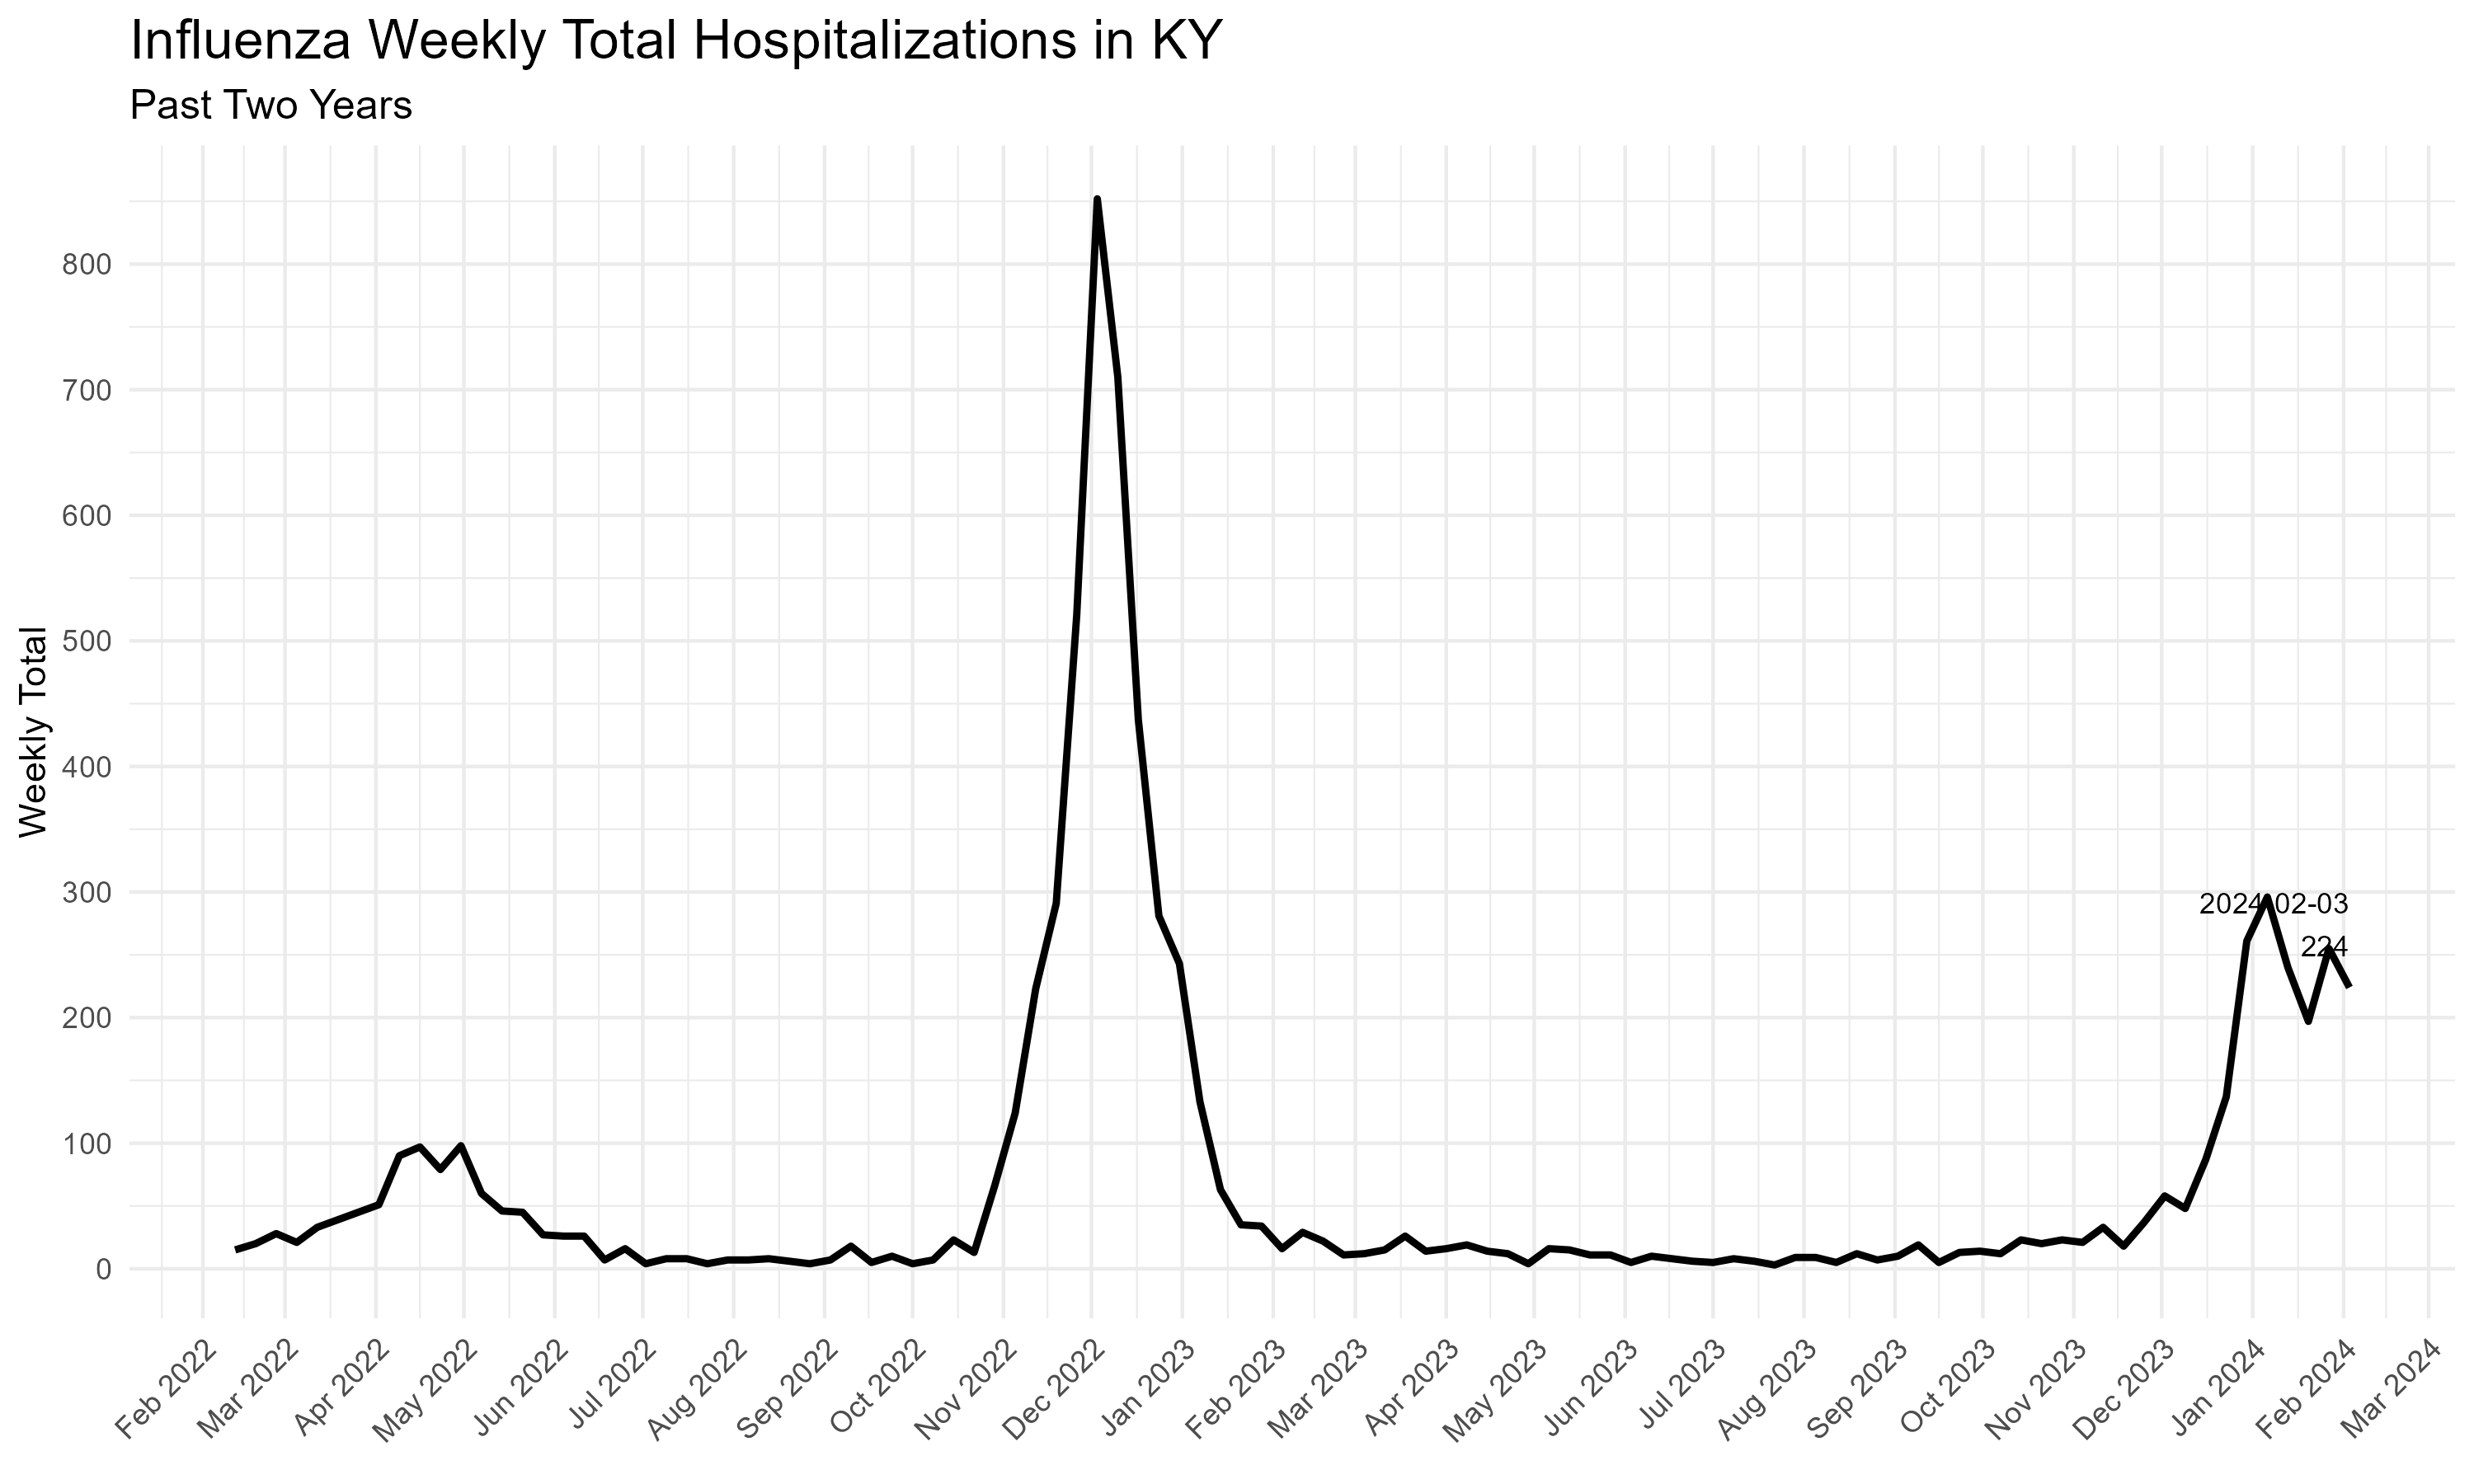 Influenza Weekly Total Hospitalizations in KY
Past Two Years
Weekly Total
800
700
600
500
400
300
200
100
0
2024-02-03
224
Feb 2022
Mar 2022
Apr 2022
May 2022
Jun 2022
Jul 2022
Aug 2022
Sep 2022
Oct 2022
Nov 2022
Dec 2022
Jan 2023
Feb 2023
Mar 2023
Apr 2023
May 2023
Jun 2023
Jul 2023
Aug 2023
Sep 2023
Oct 2023
Nov 2023
Dec 2023
Jan 2024
Feb 2024
Mar 2024